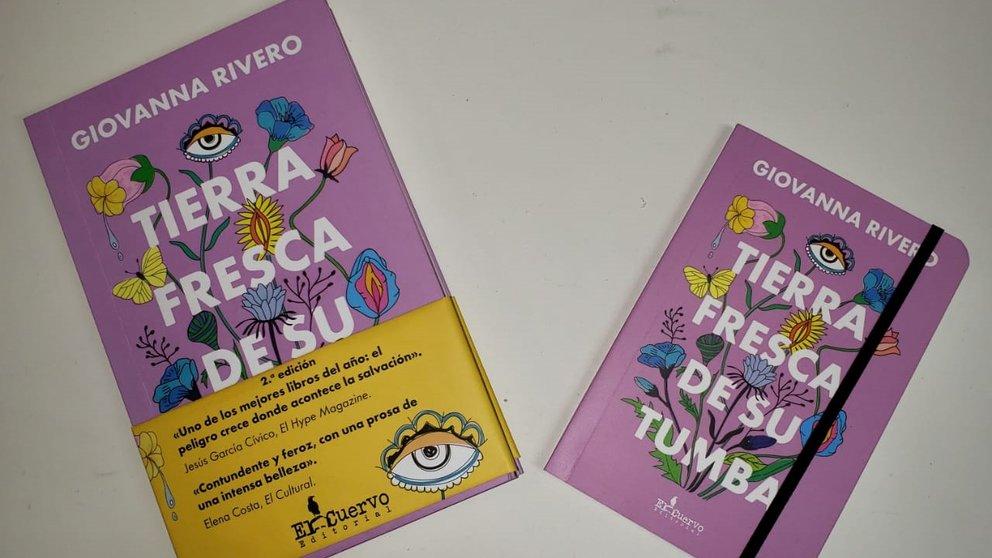 GIOVANNA RIVERO
TIERRA
FRESCA
DE SU
2.ª edición
«Uno de los mejores libros del año: el
peligro crece donde acontece la salvación».
Jesús García Cívico, El Hype Magazine.
«Contundente y feroz, con una prosa de
una intensa belleza».
Elena Costa, El Cultural.
El Cuervo
Editorial
GIOVANNA RIVERO
TIERRA
FRESCA
DE SU
TUMBA
El Cuervo
Editorial